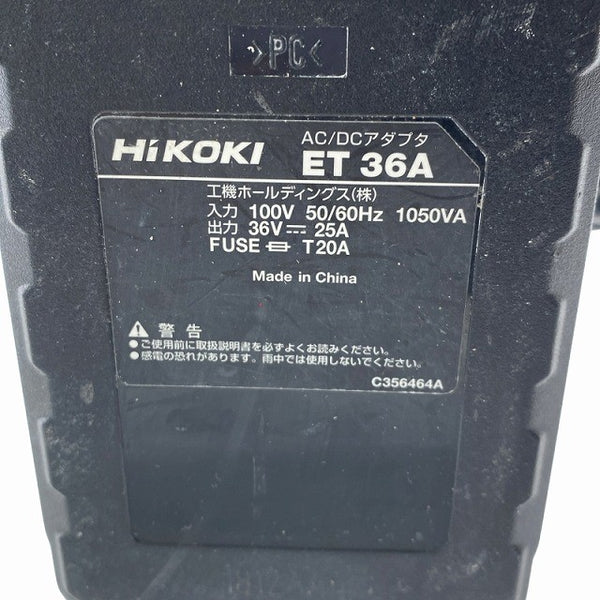 >PC<
HiKOKI
AC/DCアダプタ
ET 36A
工機ホールディングス(株)
入力 100V 50/60Hz 1050VA
出力 36V⎓ 25A
FUSE T20A
Made in China
⚠ 警告
●ご使用前に取扱説明書を必ずよくお読みください。
●感電の恐れがあります。雨中では使用しないでください。
C356464A